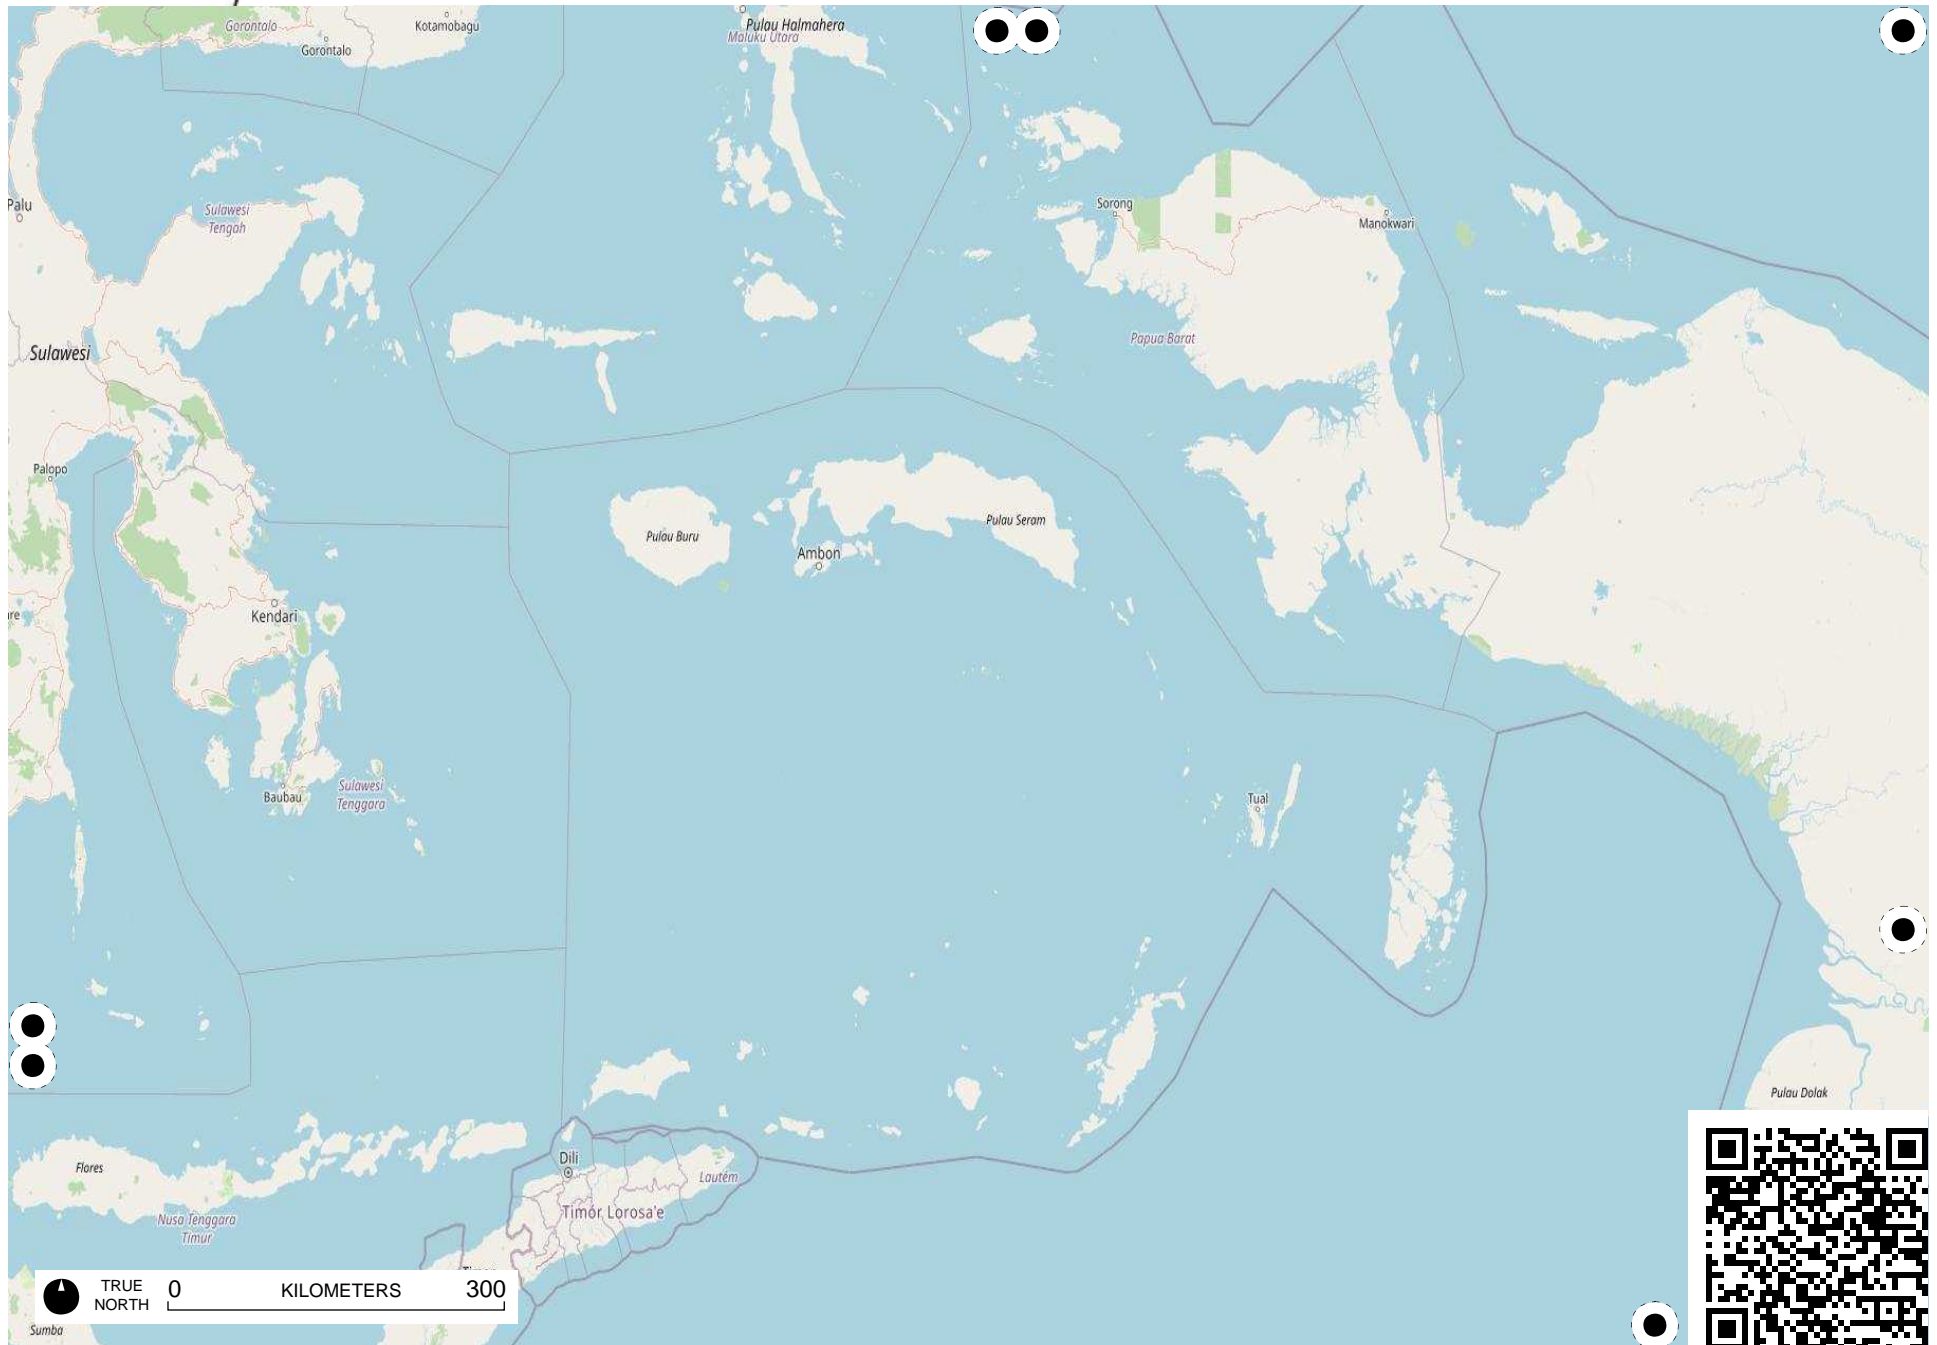 Gorontalo
Kotamobagu
Pulau Halmahera
Maluku Utara
Gorontalo
Palu
Sulawesi
Tengah
Sorong
Manokwari
Papua Barat
Sulawesi
Palopo
Pulau Buru
Pulau Seram
Ambon
Kendari
are
Baubau
Sulawesi
Tenggara
Tual
Pulau Dolak
Flores
Dili
Lautém
Timór Lorosa'e
Nusa Tenggara
Timur
TRUE
NORTH
0 KILOMETERS 300
Sumba